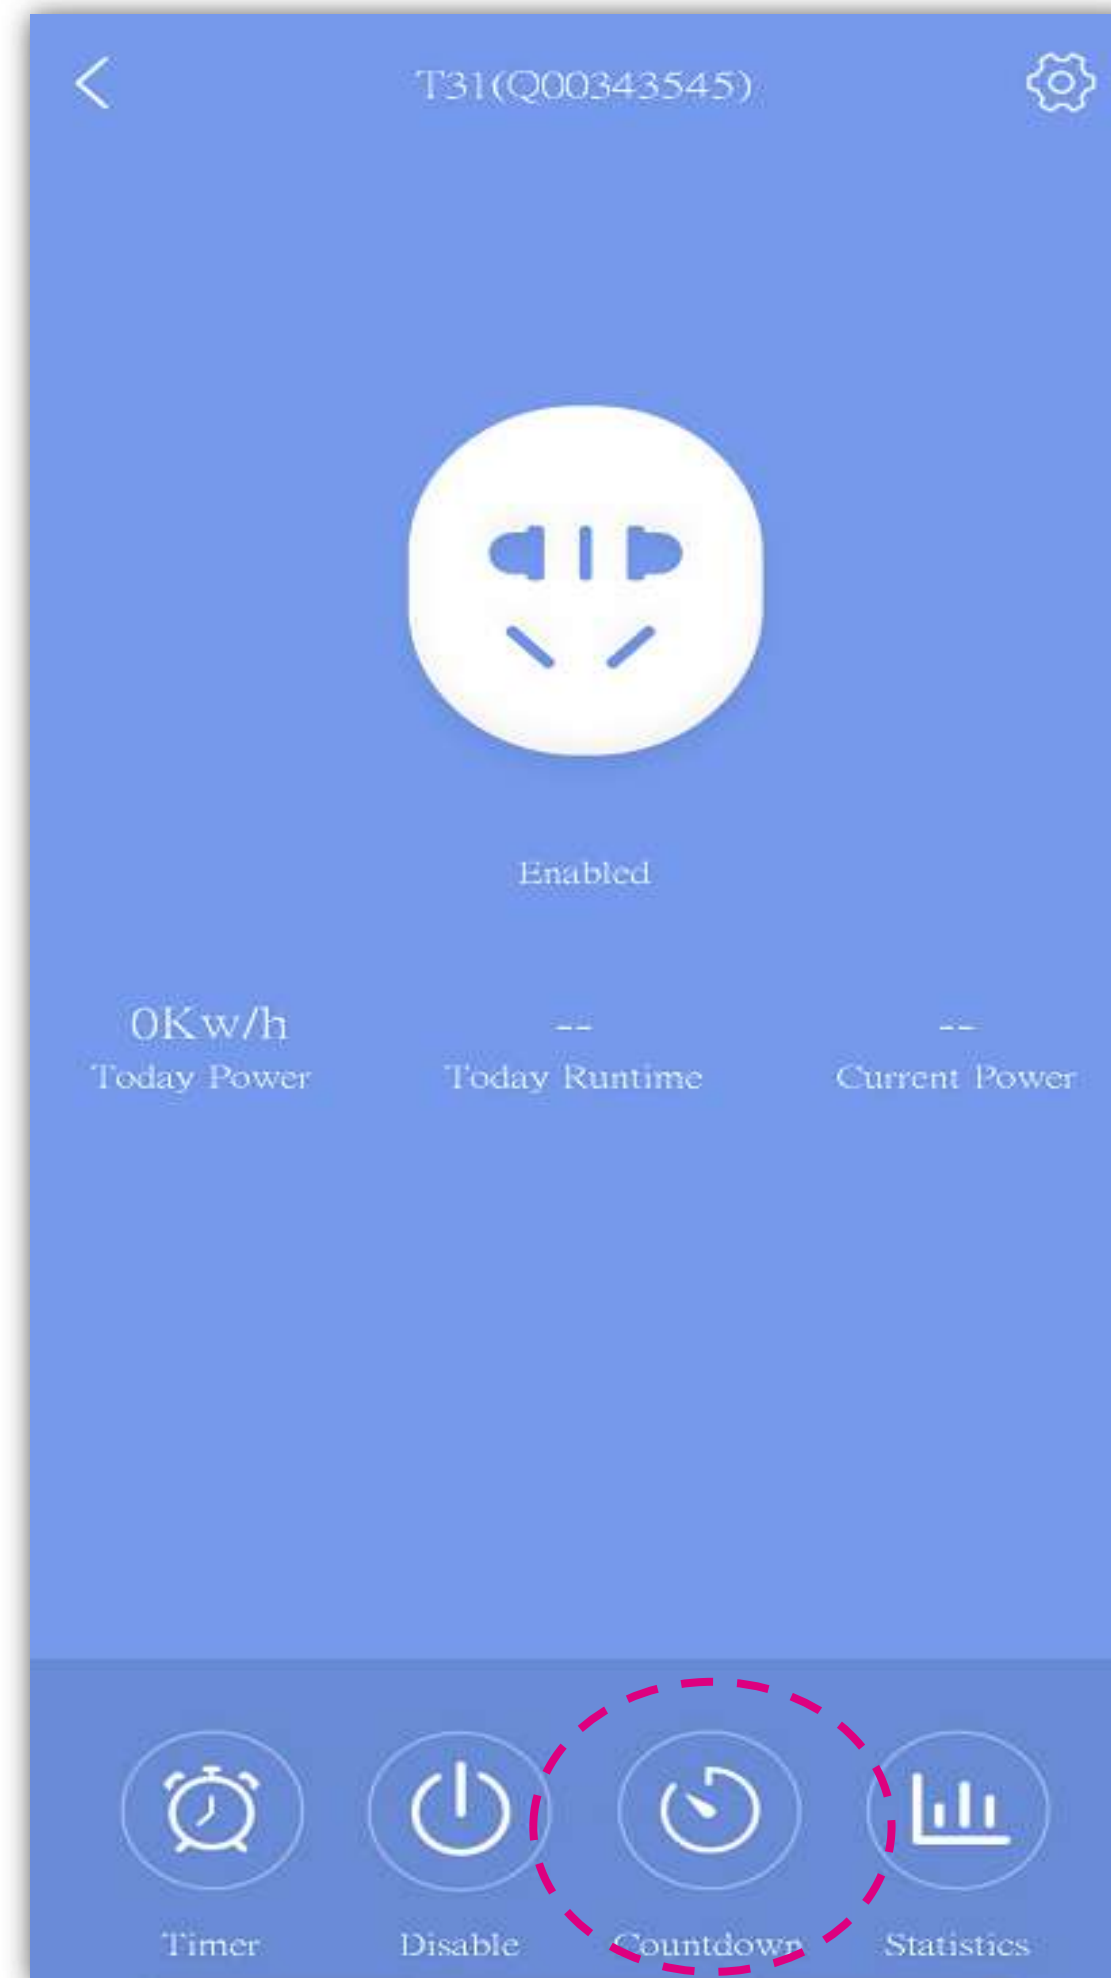 T31(Q00343545)
Enabled
0Kw/h -- --
Today Power Today Runtime Current Power
Timer Disable Countdown Statistics